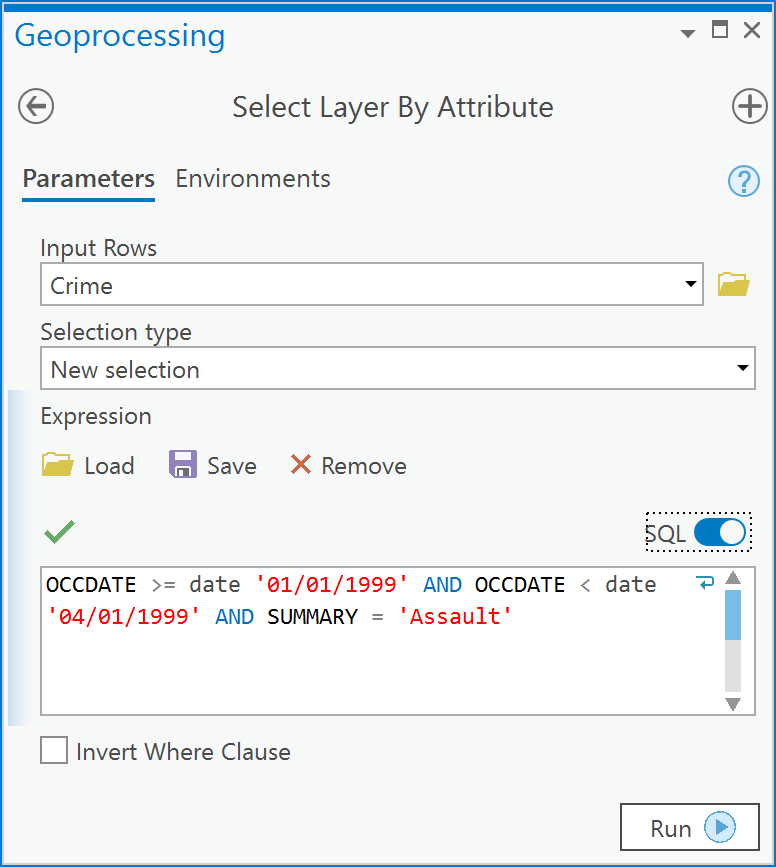 Geoprocessing
Select Layer By Attribute
Parameters Environments
?
Input Rows
Crime
Selection type
New selection
Expression
Load Save Remove
SQL
OCCDATE >= date '01/01/1999' AND OCCDATE < date
'04/01/1999' AND SUMMARY = 'Assault'
Invert Where Clause
Run